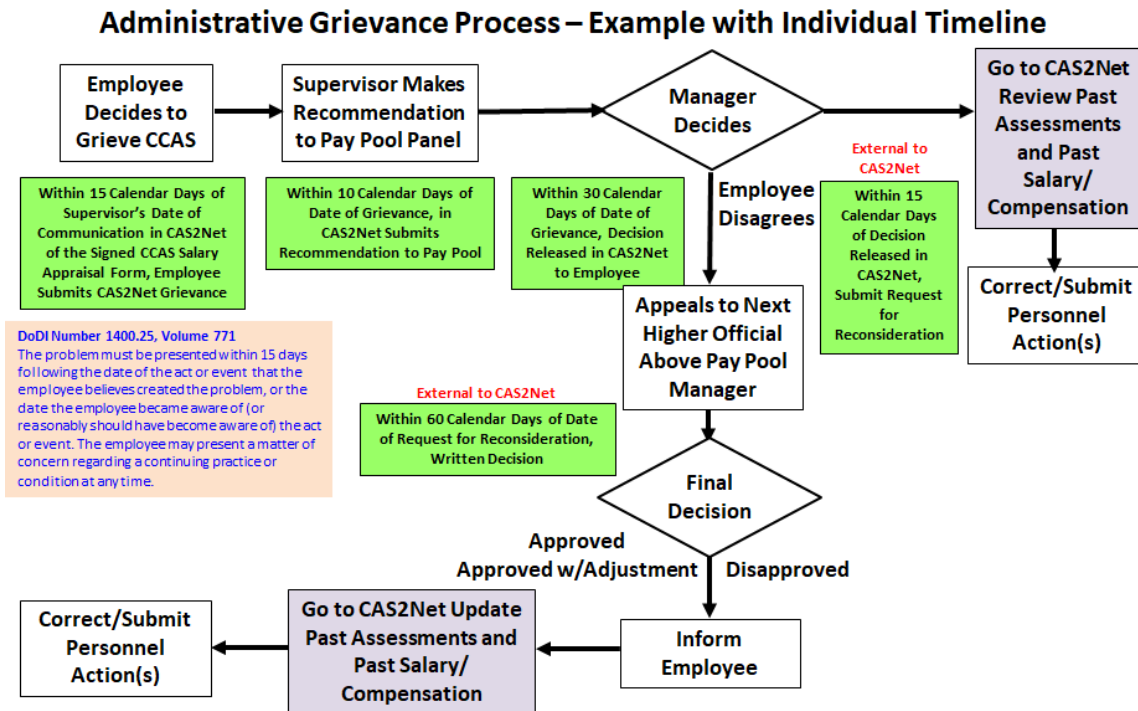 Administrative Grievance Process – Example with Individual Timeline
Employee
Decides to
Grieve CCAS
Supervisor Makes
Recommendation
to Pay Pool Panel
Manager
Decides
Go to CAS2Net
Review Past
Assessments
and Past
Salary/
Compensation
Within 15 Calendar Days of
Supervisor's Date of
Communication in CAS2Net
of the Signed CCAS Salary
Appraisal Form, Employee
Submits CAS2Net Grievance
Within 10 Calendar Days of
Date of Grievance, in
CAS2Net Submits
Recommendation to Pay Pool
Within 30 Calendar
Days of Date of
Grievance, Decision
Released in CAS2Net
to Employee
Employee
Disagrees
External to
CAS2Net
Within 15
Calendar Days
of Decision
Released in
CAS2Net,
Submit Request
for
Reconsideration
Correct/Submit
Personnel
Action(s)
DoDI Number 1400.25, Volume 771
The problem must be presented within 15 days
following the date of the act or event that the
employee believes created the problem, or the
date the employee became aware of (or
reasonably should have become aware of) the act
or event. The employee may present a matter of
concern regarding a continuing practice or
condition at any time.
Appeals to Next
Higher Official
Above Pay Pool
Manager
External to CAS2Net
Within 60 Calendar Days of Date
of Request for Reconsideration,
Written Decision
Final
Decision
Approved
Approved w/Adjustment
Disapproved
Inform
Employee
Go to CAS2Net Update
Past Assessments and
Past Salary/
Compensation
Correct/Submit
Personnel
Action(s)